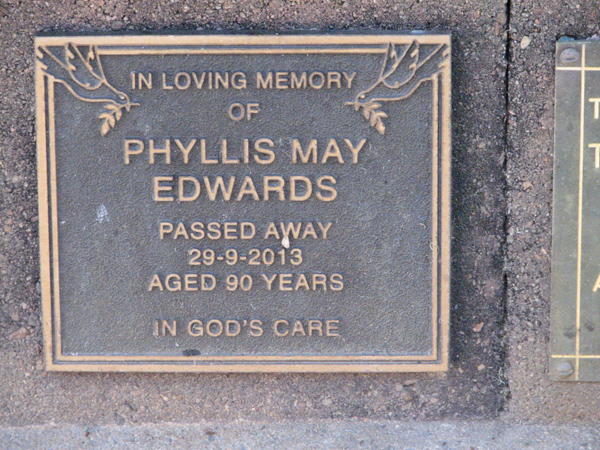 IN LOVING MEMORY
OF
PHYLLIS MAY
EDWARDS
PASSED AWAY
29-9-2013
AGED 90 YEARS
IN GOD'S CARE